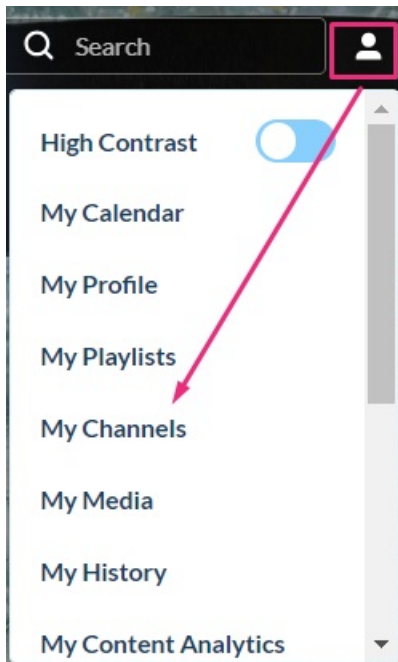 Search
High Contrast
My Calendar
My Profile
My Playlists
My Channels
My Media
My History
My Content Analytics